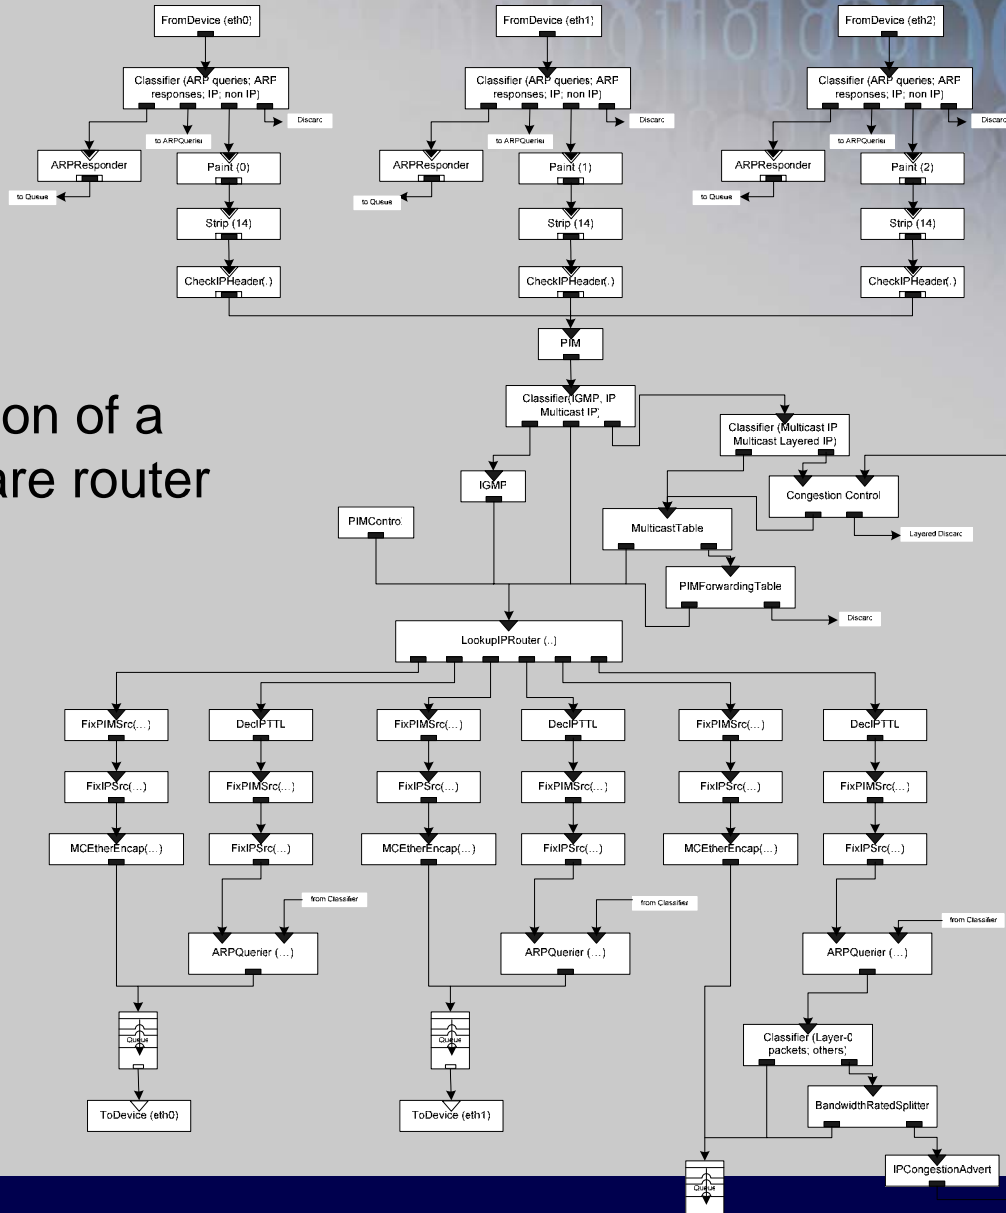 FromDevice (eth0)
FromDevice (eth1)
FromDevice (eth2)
Classifier (ARP queries; ARP
responses; IP; non IP)
Classifier (ARP queries; ARP
responses; IP; non IP)
Classifier (ARP queries; ARP
responses; IP; non IP)
Discard
Discard
Discard
to ARPQuerier
to ARPQuerier
to ARPQuerier
ARPResponder
Paint (0)
ARPResponder
Paint (1)
ARPResponder
Paint (2)
to Queue
to Queue
to Queue
Strip (14)
Strip (14)
Strip (14)
CheckIPHeader(.)
CheckIPHeader(.)
CheckIPHeader(.)
PIM
Classifier(IGMP, IP
Multicast IP)
on of a
are router
Classifier (Multicast IP
Multicast Layered IP)
IGMP
Congestion Control
PIMControl
MulticastTable
Layered Discard
PIMForwardingTable
Discard
LookupIPRouter (..)
FixPIMSrc(...)
DecIPTTL
FixPIMSrc(...)
DecIPTTL
FixPIMSrc(...)
DecIPTTL
FixIPSrc(...)
FixPIMSrc(...)
FixIPSrc(...)
FixPIMSrc(...)
FixIPSrc(...)
FixPIMSrc(...)
MCEtherEncap(...)
FixIPSrc(...)
MCEtherEncap(...)
FixIPSrc(...)
MCEtherEncap(...)
FixIPSrc(...)
from Classifier
from Classifier
from Classifier
ARPQuerier (...)
ARPQuerier (...)
ARPQuerier (...)
Queue
Queue
Classifier (Layer-0
packets; others)
BandwidthRatedSplitter
ToDevice (eth0)
ToDevice (eth1)
IPCongestionAdvert
Queue